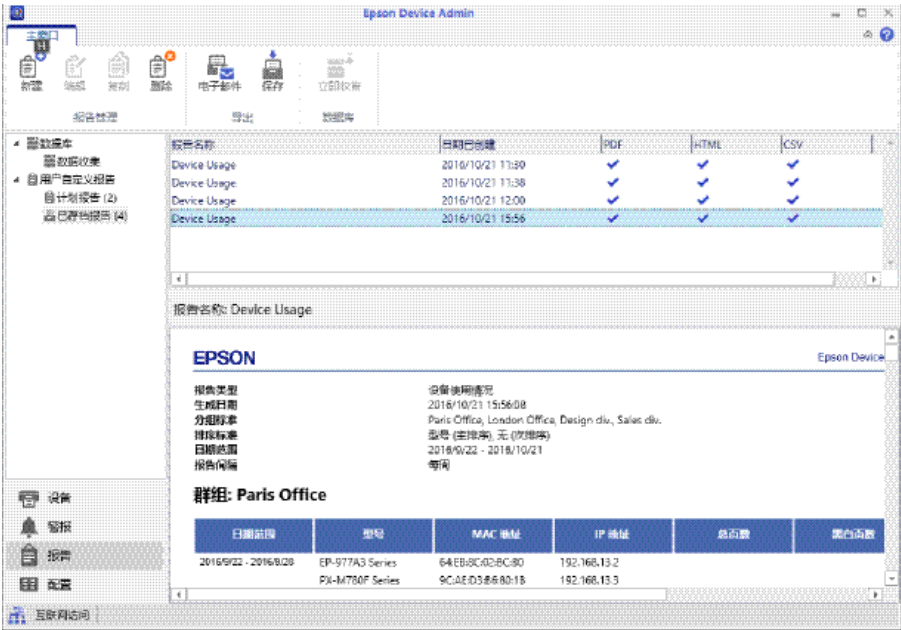 Epson Device Admin
主窗口
H
新建 编辑 复制 删除 电子邮件 保存 立即收集
报告管理 导出 数据库
数据库
数据收集
用户自定义报告
计划报告 (2)
已存档报告 (4)
报告名称 日期已创建 PDF HTML CSV
Device Usage 2016/10/21 11:30
Device Usage 2016/10/21 11:38
Device Usage 2016/10/21 12:00
Device Usage 2016/10/21 15:56
报告名称: Device Usage
EPSON Epson Device
报告类型 设备使用情况
生成日期 2016/10/21 15:56:08
分组标准 Paris Office, London Office, Design div., Sales div.
排序标准 型号 (主排序), 无 (次排序)
日期范围 2016/9/22 - 2016/10/21
报告间隔 每周
群组: Paris Office
日期范围 型号 MAC 地址 IP 地址 总页数 黑白页数
2016/9/22 - 2016/9/28 EP-977A3 Series 64:EB:8C:02:BC:80 192.168.13.2
PX-M780F Series 9C:AE:D3:86:80:1B 192.168.13.3
设备
警报
报告
配置
互联网访问